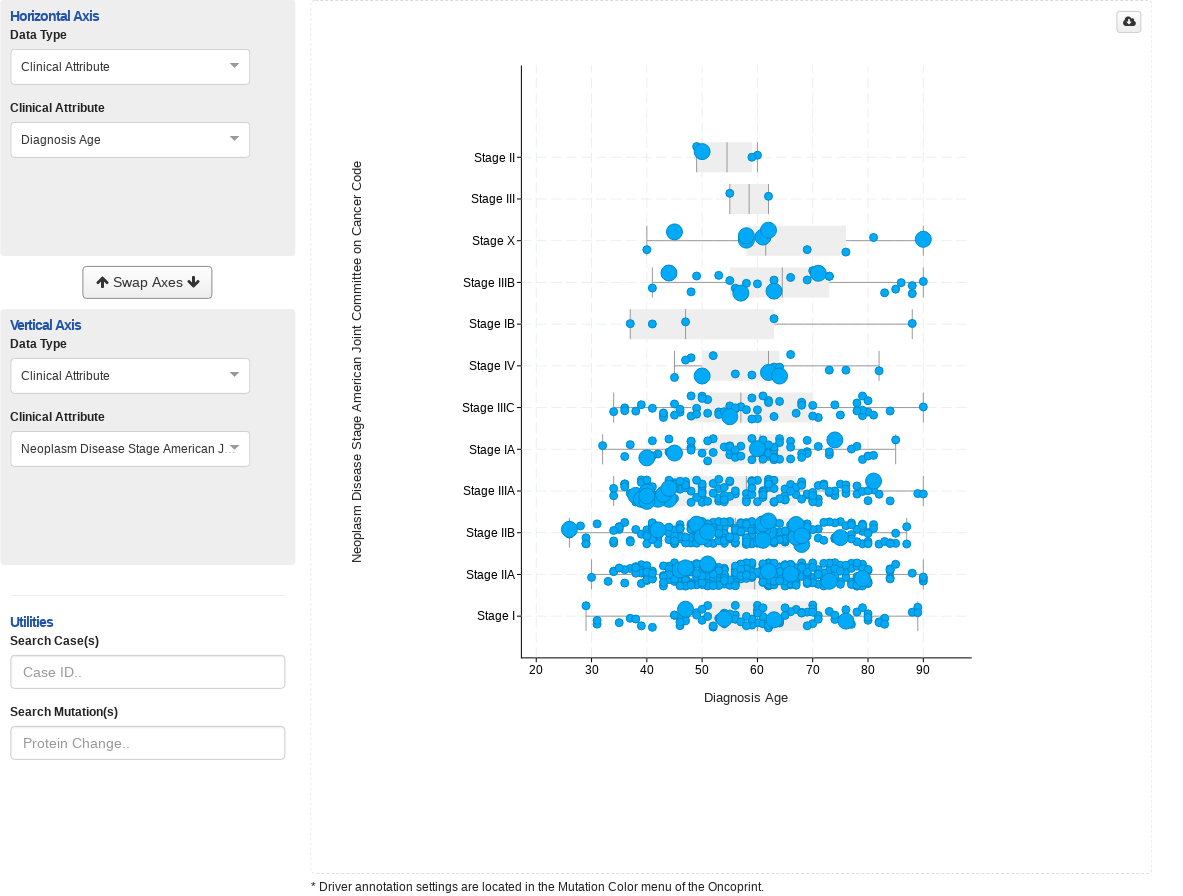 Horizontal Axis
Data Type
Clinical Attribute
Clinical Attribute
Diagnosis Age
Swap Axes
Vertical Axis
Data Type
Clinical Attribute
Clinical Attribute
Neoplasm Disease Stage American J...
Utilities
Search Case(s)
Case ID..
Search Mutation(s)
Protein Change..
Neoplasm Disease Stage American Joint Committee on Cancer Code
Stage II
Stage III
Stage X
Stage IIIB
Stage IB
Stage IV
Stage IIIC
Stage IA
Stage IIIA
Stage IIB
Stage IIA
Stage I
20 30 40 50 60 70 80 90
Diagnosis Age
* Driver annotation settings are located in the Mutation Color menu of the Oncoprint.